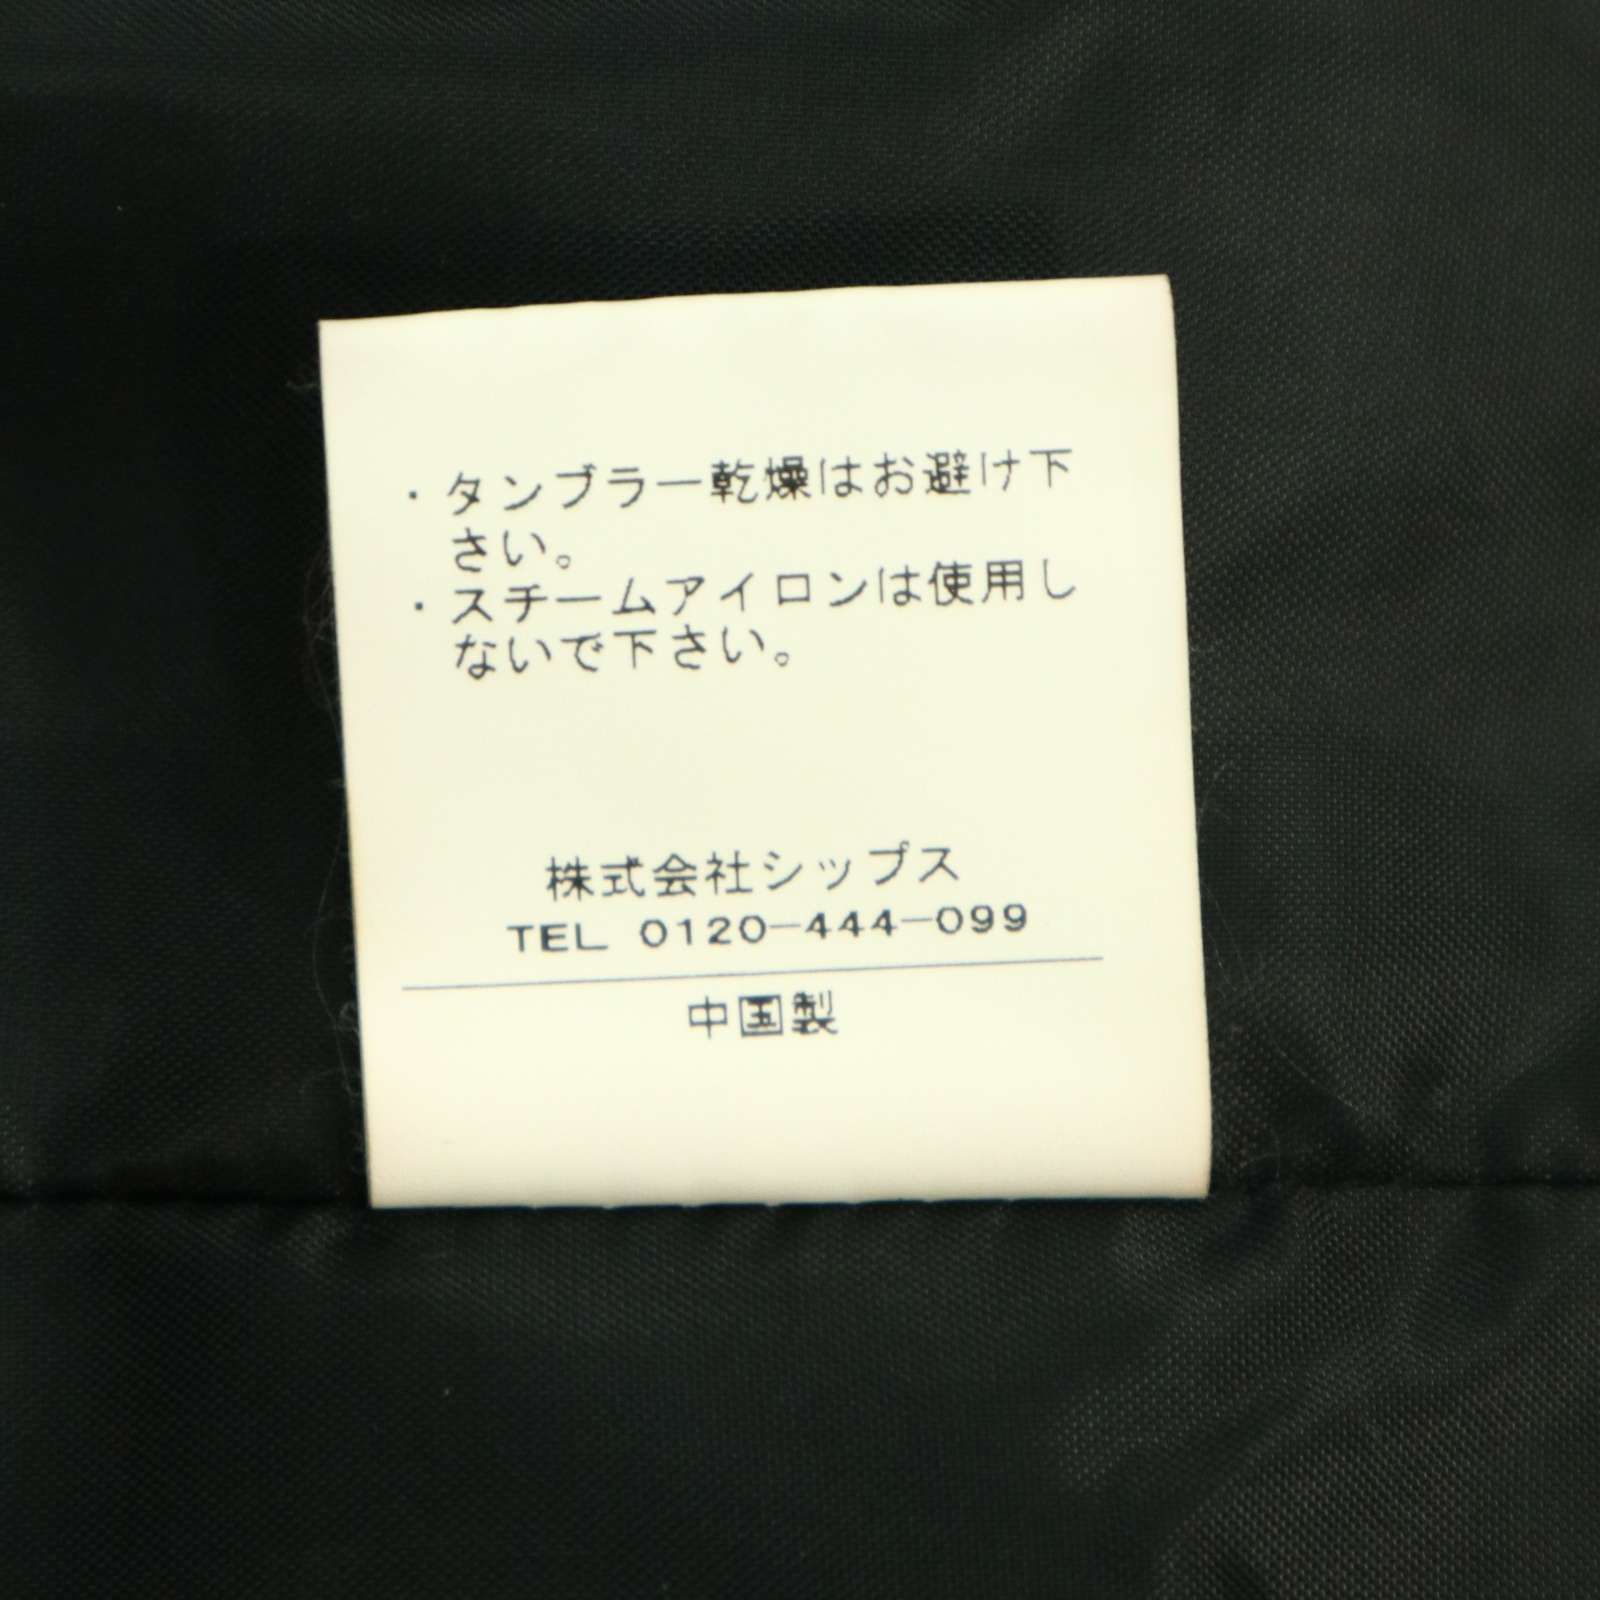 ・タンブラー乾燥はお避け下
さい。
・スチームアイロンは使用し
ないで下さい。
株式会社シップス
TEL 0120-444-099
中国製